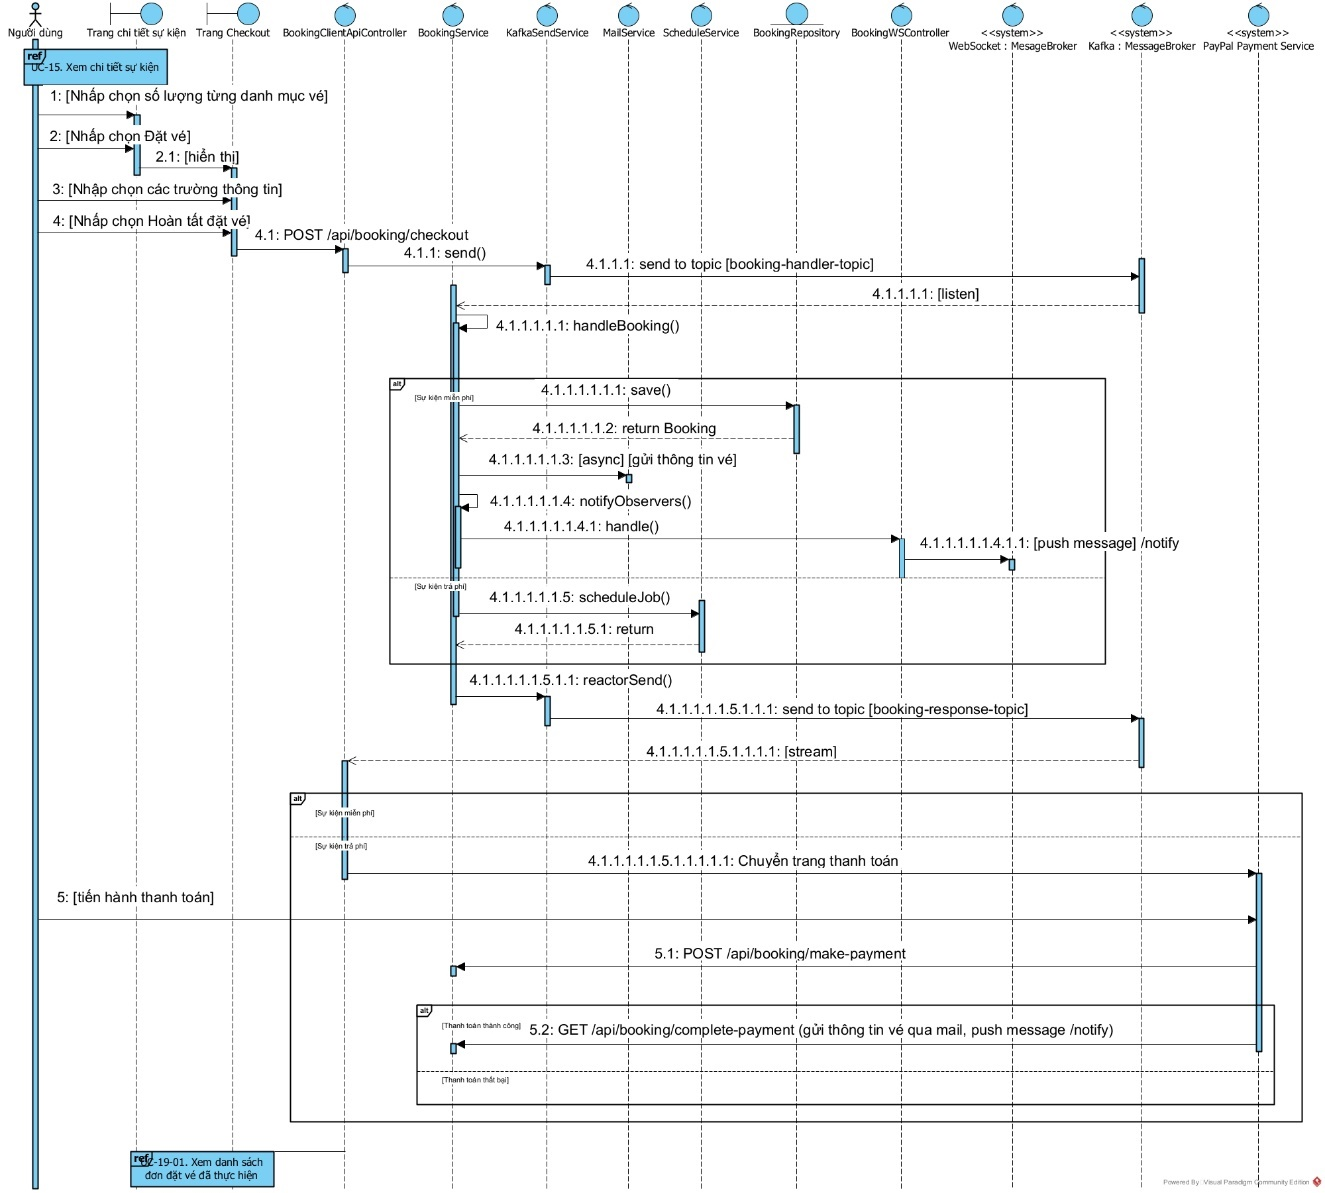 Người dùng
Trang chi tiết sự kiện
Trang Checkout
BookingClientApiController
BookingService
KafkaSendService
MailService
ScheduleService
BookingRepository
BookingWSController
<<system>>
WebSocket : MesageBroker
<<system>>
Kafka : MessageBroker
<<system>>
PayPal Payment Service
ref
UC-15. Xem chi tiết sự kiện
1: [Nhấp chọn số lượng từng danh mục vé]
2: [Nhấp chọn Đặt vé]
2.1: [hiển thị]
3: [Nhập chọn các trường thông tin]
4: [Nhấp chọn Hoàn tất đặt vé]
4.1: POST /api/booking/checkout
4.1.1: send()
4.1.1.1: send to topic [booking-handler-topic]
4.1.1.1.1: [listen]
4.1.1.1.1.1: handleBooking()
alt
[Sự kiện miễn phí]
4.1.1.1.1.1.1: save()
4.1.1.1.1.1.2: return Booking
4.1.1.1.1.1.3: [async] [gửi thông tin vé]
4.1.1.1.1.1.4: notifyObservers()
4.1.1.1.1.1.4.1: handle()
4.1.1.1.1.1.4.1.1: [push message] /notify
[Sự kiện trả phí]
4.1.1.1.1.1.5: scheduleJob()
4.1.1.1.1.1.5.1: return
4.1.1.1.1.1.5.1.1: reactorSend()
4.1.1.1.1.1.5.1.1.1: send to topic [booking-response-topic]
4.1.1.1.1.1.5.1.1.1.1: [stream]
alt
[Sự kiện miễn phí]
[Sự kiện trả phí]
4.1.1.1.1.1.5.1.1.1.1.1: Chuyển trang thanh toán
5: [tiến hành thanh toán]
5.1: POST /api/booking/make-payment
alt
[Thanh toán thành công]
5.2: GET /api/booking/complete-payment (gửi thông tin vé qua mail, push message /notify)
[Thanh toán thất bại]
ref
UC-19-01. Xem danh sách
đơn đặt vé đã thực hiện
Powered By: Visual Paradigm Community Edition